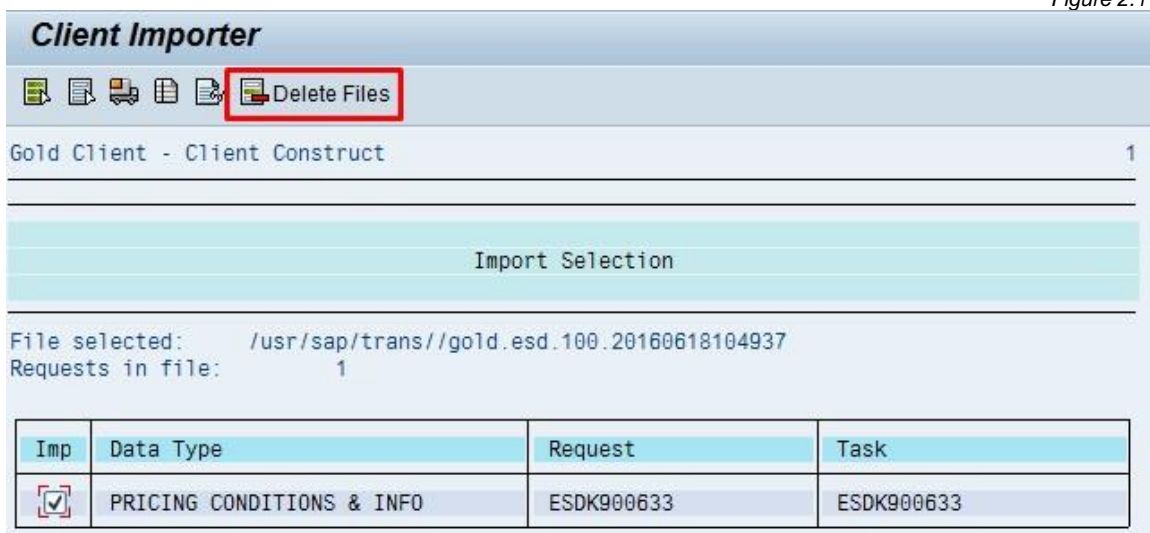 Figure 2.1
Client Importer
Delete Files
Gold Client - Client Construct 1
Import Selection
File selected: /usr/sap/trans//gold.esd.100.20160618104937
Requests in file: 1
Imp Data Type Request Task
PRICING CONDITIONS & INFO ESDK900633 ESDK900633